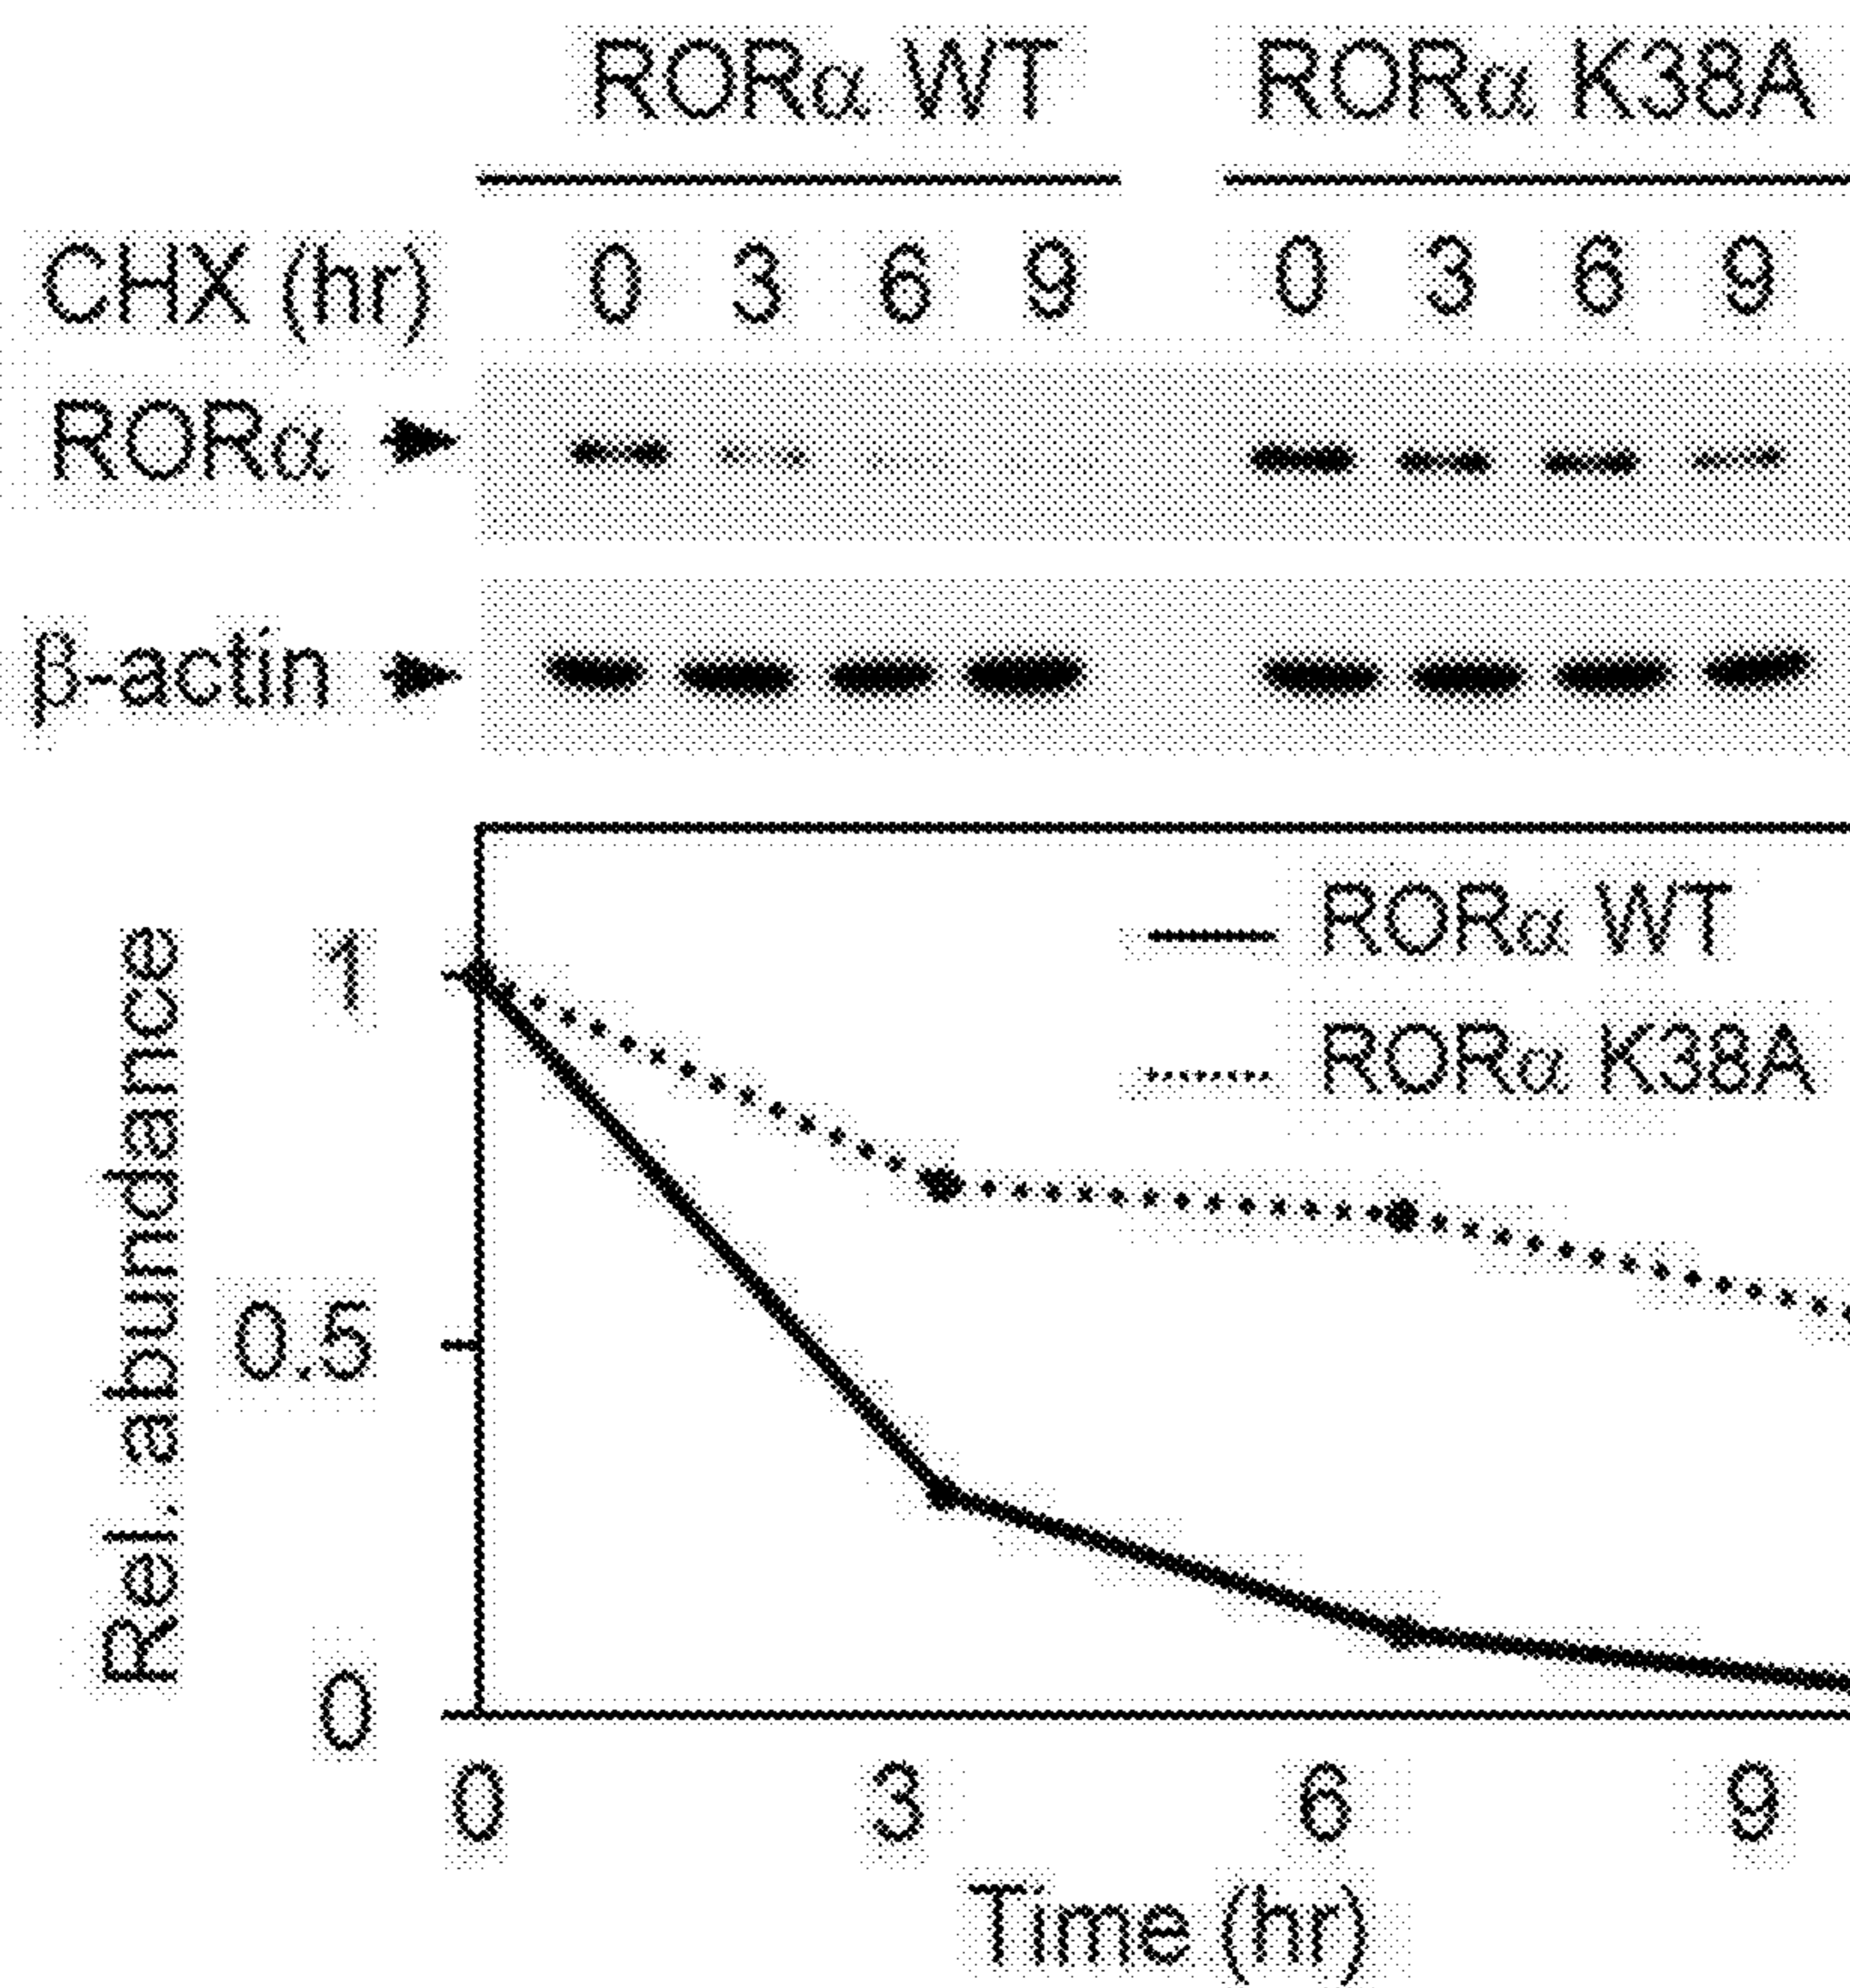 RORα WT RORα K38A
CHX (hr) 0 3 6 9 0 3 6 9
RORα
β-actin
Rel. abundance
1
0.5
0
RORα WT
RORα K38A
0 3 6 9
Time (hr)